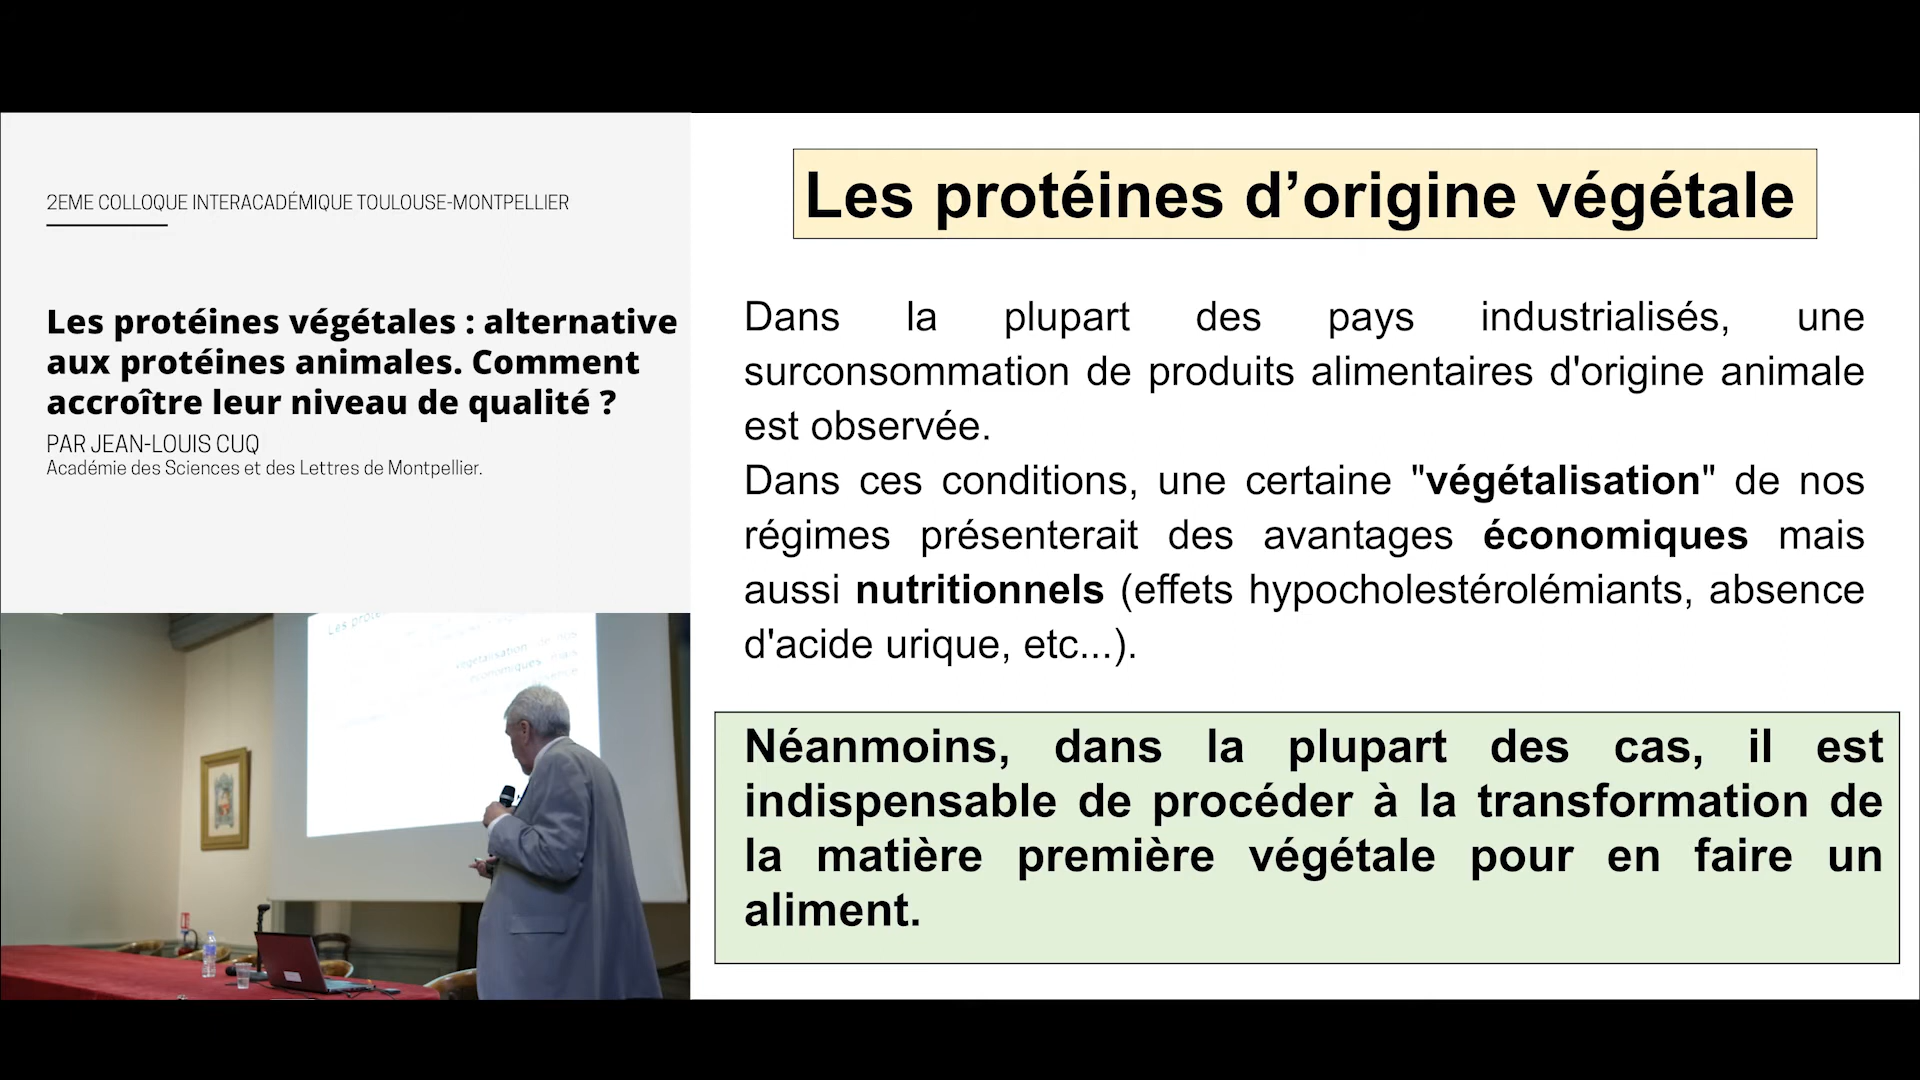 2EME COLLOQUE INTERACADÉMIQUE TOULOUSE-MONTPELLIER
Les protéines végétales : alternative
aux protéines animales. Comment
accroître leur niveau de qualité ?
PAR JEAN-LOUIS CUQ
Académie des Sciences et des Lettres de Montpellier.
Les protéines d’origine végétale
Dans la plupart des pays industrialisés, une
surconsommation de produits alimentaires d'origine animale
est observée.
Dans ces conditions, une certaine "végétalisation" de nos
régimes présenterait des avantages économiques mais
aussi nutritionnels (effets hypocholestérolémiants, absence
d'acide urique, etc...).
Néanmoins, dans la plupart des cas, il est
indispensable de procéder à la transformation de
la matière première végétale pour en faire un
aliment.
végétalisation
économiques mais